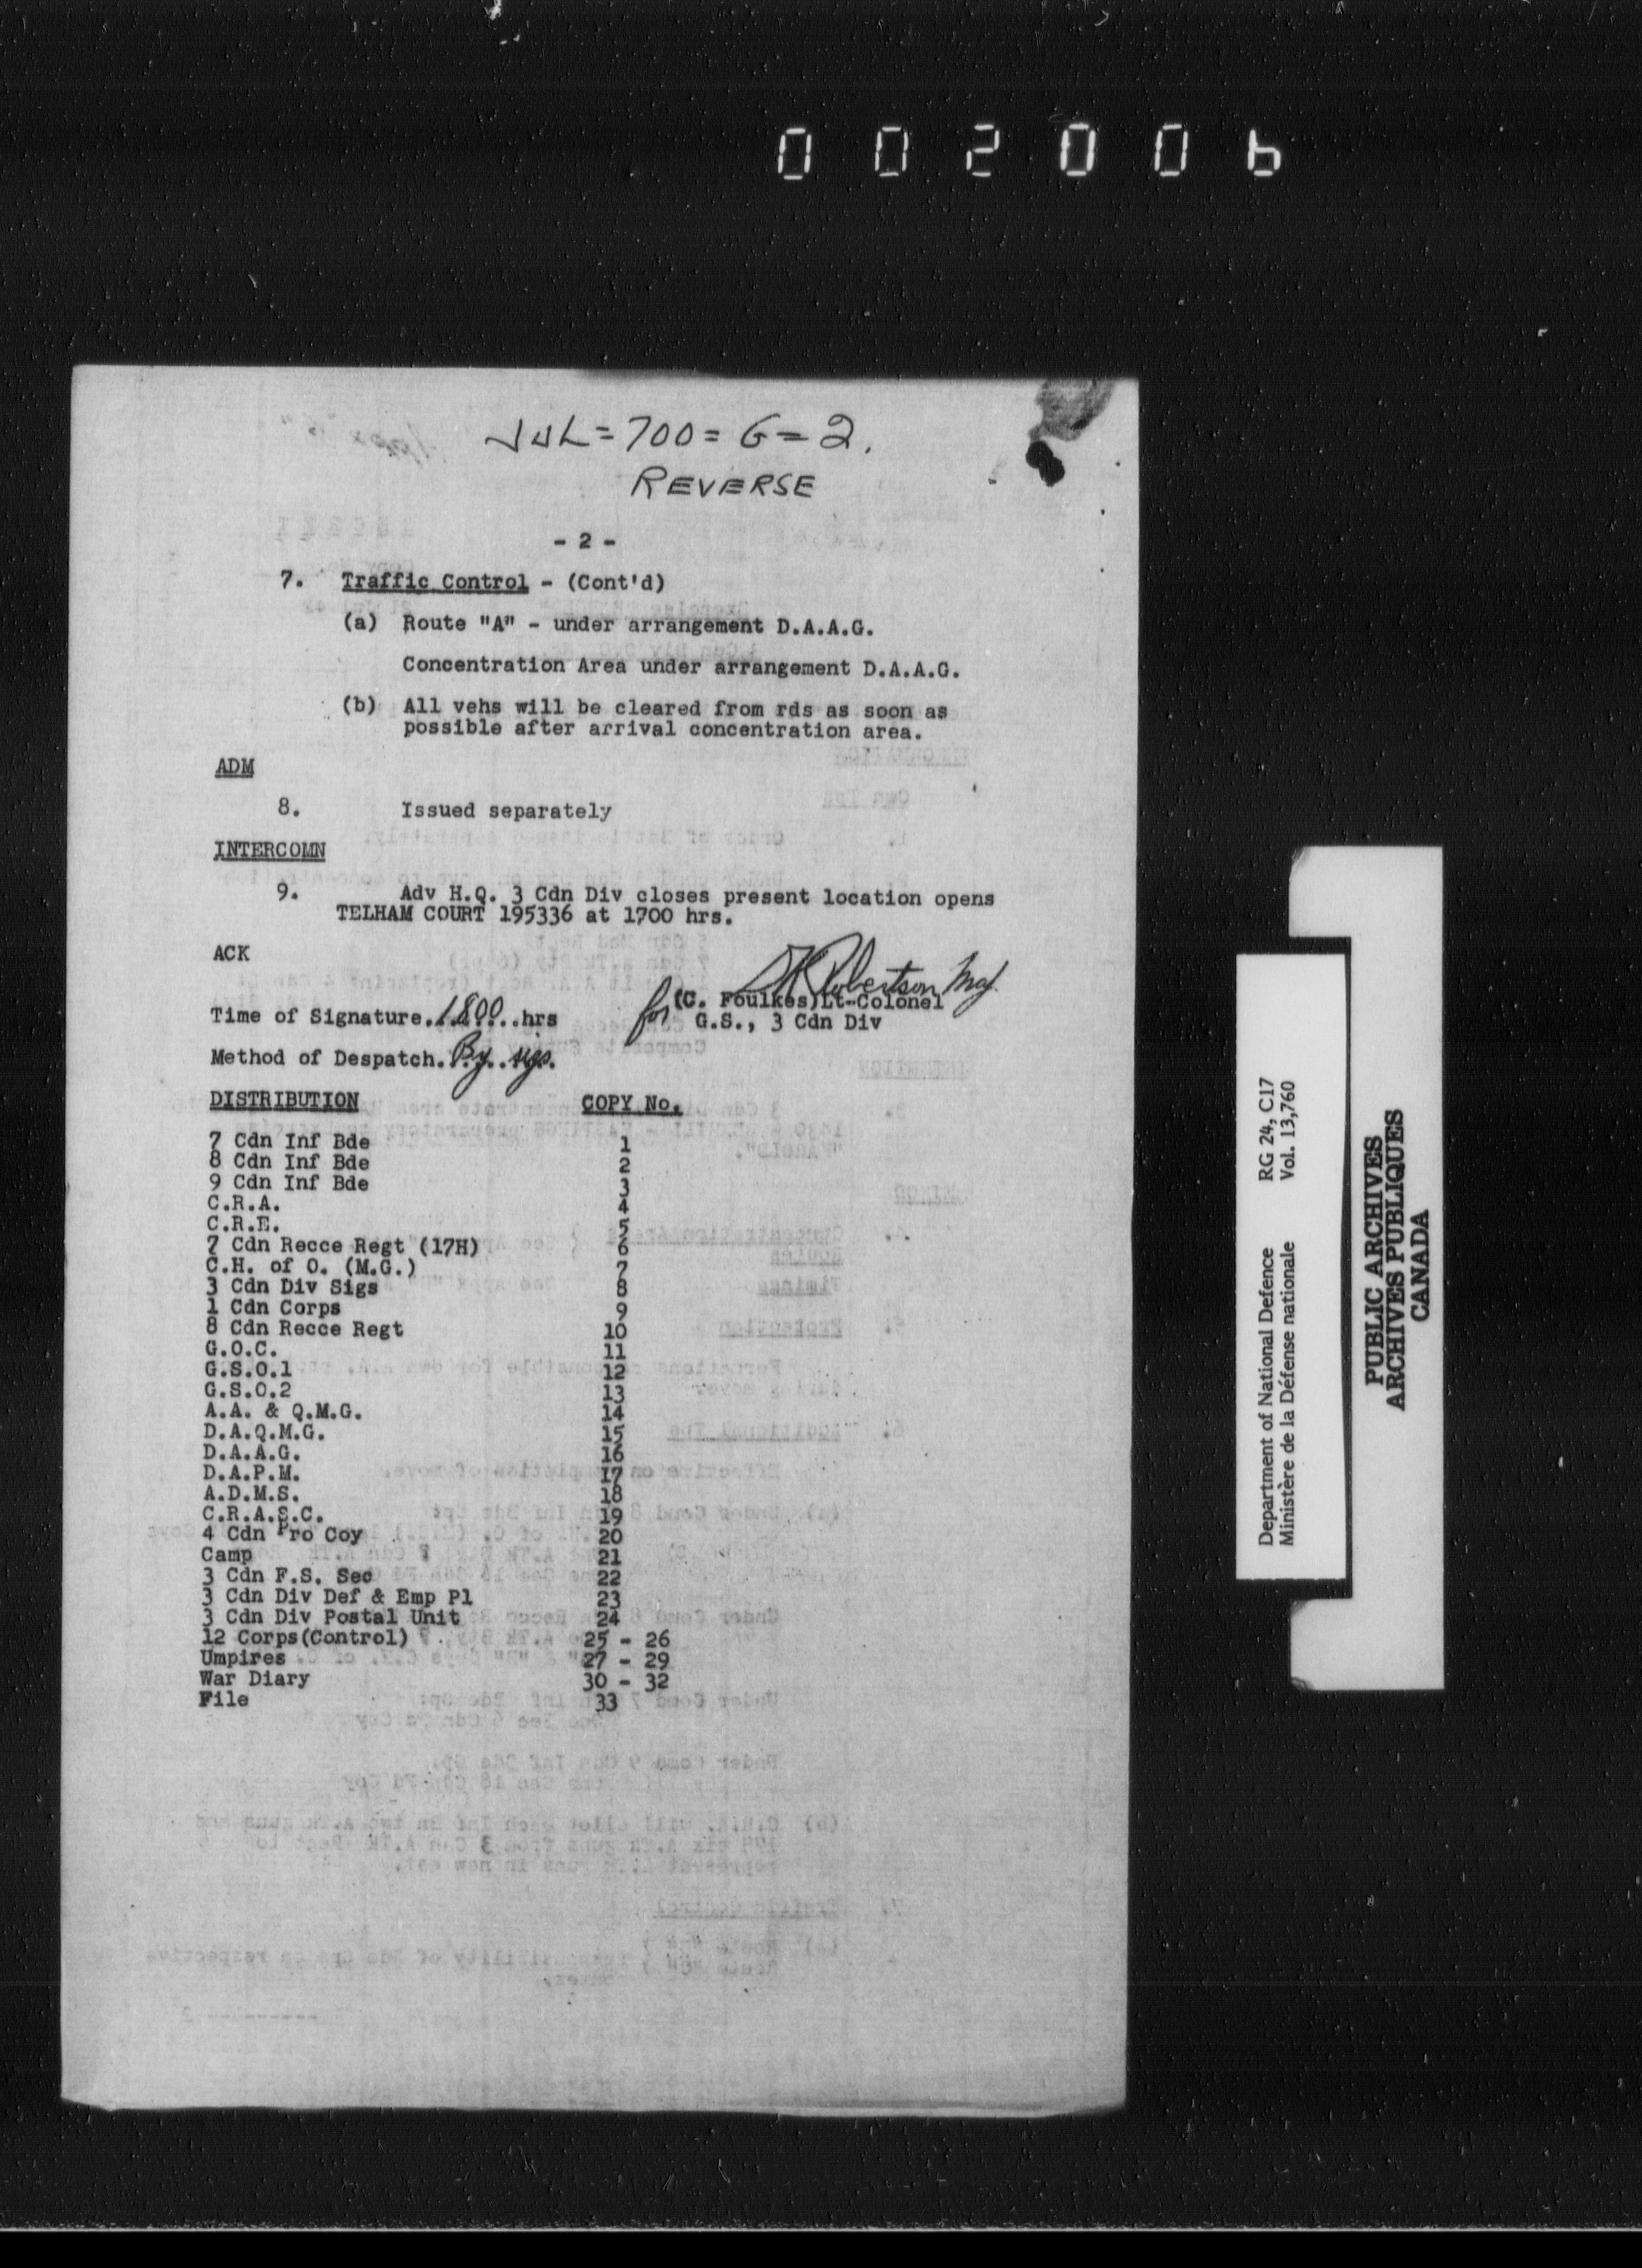 002006
JUL = 700 = G = 2.
REVERSE
- 2 -
7. Traffic Control - (Cont'd)
(a) Route "A" - under arrangement D.A.A.G.
Concentration Area under arrangement D.A.A.G.
(b) All vehs will be cleared from rds as soon as
possible after arrival concentration area.
ADM
8. Issued separately
INTERCOMN
9. Adv H.Q. 3 Cdn Div closes present location opens
TELHAM COURT 195336 at 1700 hrs.
ACK
Robertson Maj.
for (C. Foulkes)Lt-Colonel
Time of Signature..1800...hrs
G.S., 3 Cdn Div
Method of Despatch. By sigs.
DISTRIBUTION COPY No.
7 Cdn Inf Bde 1
8 Cdn Inf Bde 2
9 Cdn Inf Bde 3
C.R.A. 4
C.R.E. 5
7 Cdn Recce Regt (17H) 6
C.H. of O. (M.G.) 7
3 Cdn Div Sigs 8
1 Cdn Corps 9
8 Cdn Recce Regt 10
G.O.C. 11
G.S.O.1 12
G.S.O.2 13
A.A. & Q.M.G. 14
D.A.Q.M.G. 15
D.A.A.G. 16
D.A.P.M. 17
A.D.M.S. 18
C.R.A.S.C. 19
4 Cdn Pro Coy 20
Camp 21
3 Cdn F.S. Sec 22
3 Cdn Div Def & Emp Pl 23
3 Cdn Div Postal Unit 24
12 Corps(Control) 25 - 26
Umpires 27 - 29
War Diary 30 - 32
File 33
Department of National Defence RG 24, C17
Ministère de la Défense nationale Vol. 13,760
PUBLIC ARCHIVES
ARCHIVES PUBLIQUES
CANADA